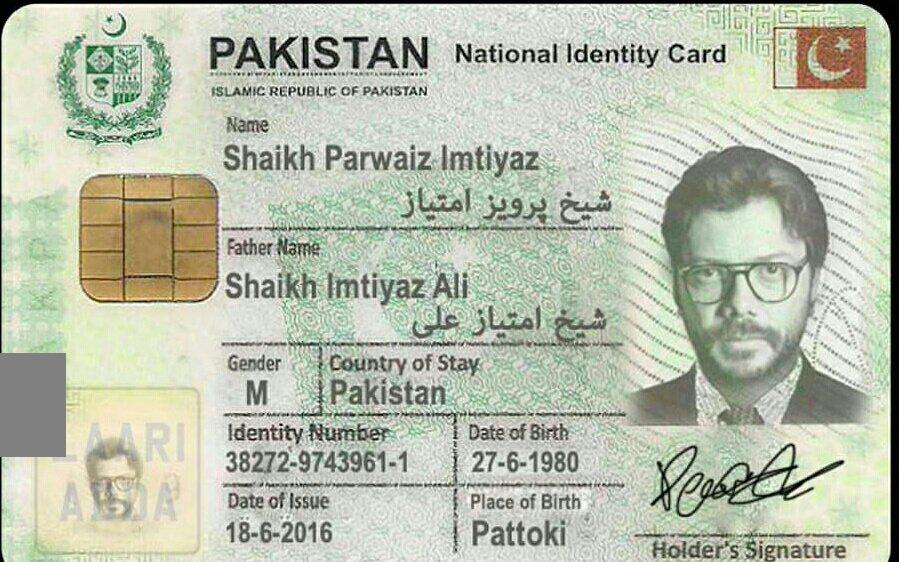 PAKISTAN National Identity Card
ISLAMIC REPUBLIC OF PAKISTAN
Name
Shaikh Parwaiz Imtiyaz
شیخ پرویز امتیاز
Father Name
Shaikh Imtiyaz Ali
شیخ امتیاز علی
Gender Country of Stay
M Pakistan
Identity Number Date of Birth
38272-9743961-1 27-6-1980
Date of Issue Place of Birth
18-6-2016 Pattoki
LAARI
ADDA
Holder's Signature